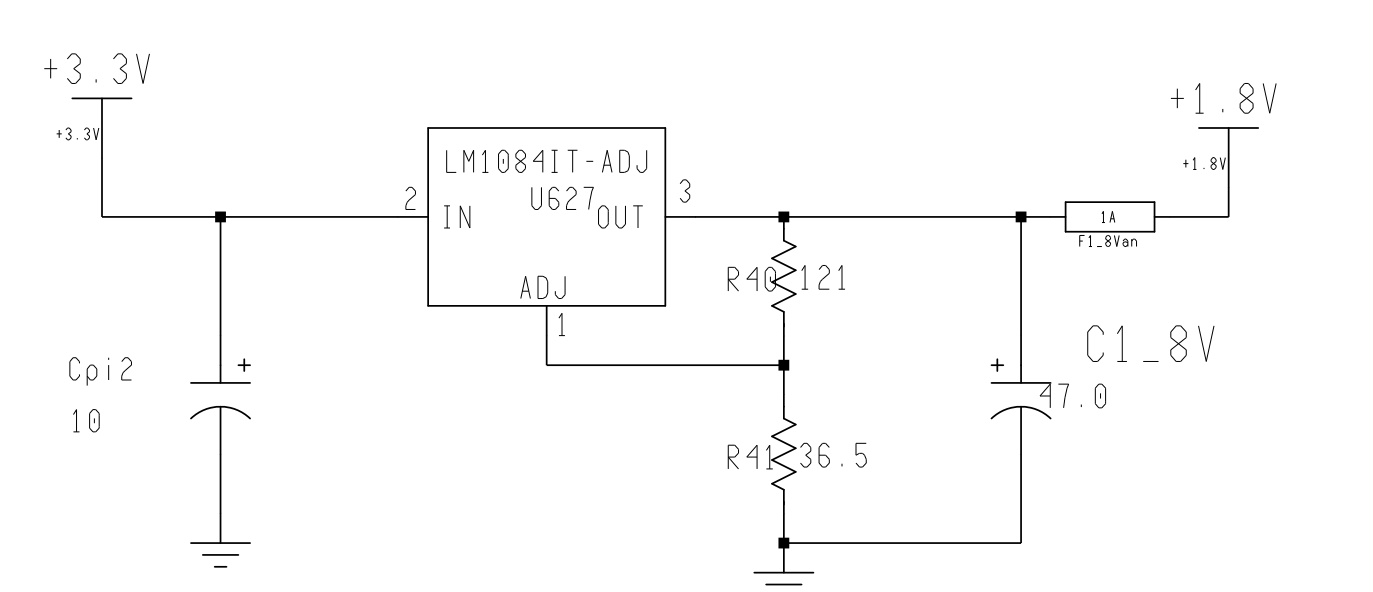 +3.3V
+3.3V
+1.8V
+1.8V
LM1084IT-ADJ
U627
2
IN
OUT
3
ADJ
1
1A
F1_8Van
R40 121
Cpi2
10
+
+
C1_8V
47.0
R41 36.5